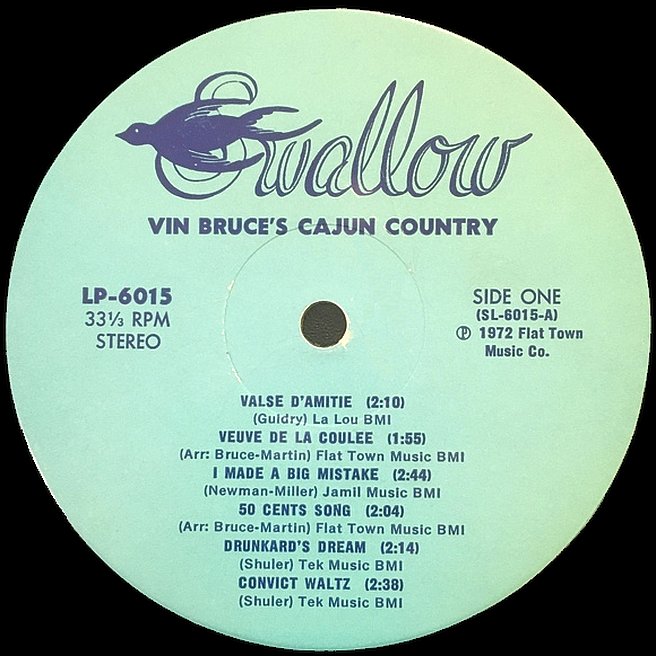 Swallow
VIN BRUCE'S CAJUN COUNTRY
LP-6015
33⅓ RPM
STEREO
SIDE ONE
(SL-6015-A)
℗ 1972 Flat Town
Music Co.
VALSE D'AMITIE (2:10)
(Guidry) La Lou BMI
VEUVE DE LA COULEE (1:55)
(Arr: Bruce-Martin) Flat Town Music BMI
I MADE A BIG MISTAKE (2:44)
(Newman-Miller) Jamil Music BMI
50 CENTS SONG (2:04)
(Arr: Bruce-Martin) Flat Town Music BMI
DRUNKARD'S DREAM (2:14)
(Shuler) Tek Music BMI
CONVICT WALTZ (2:38)
(Shuler) Tek Music BMI